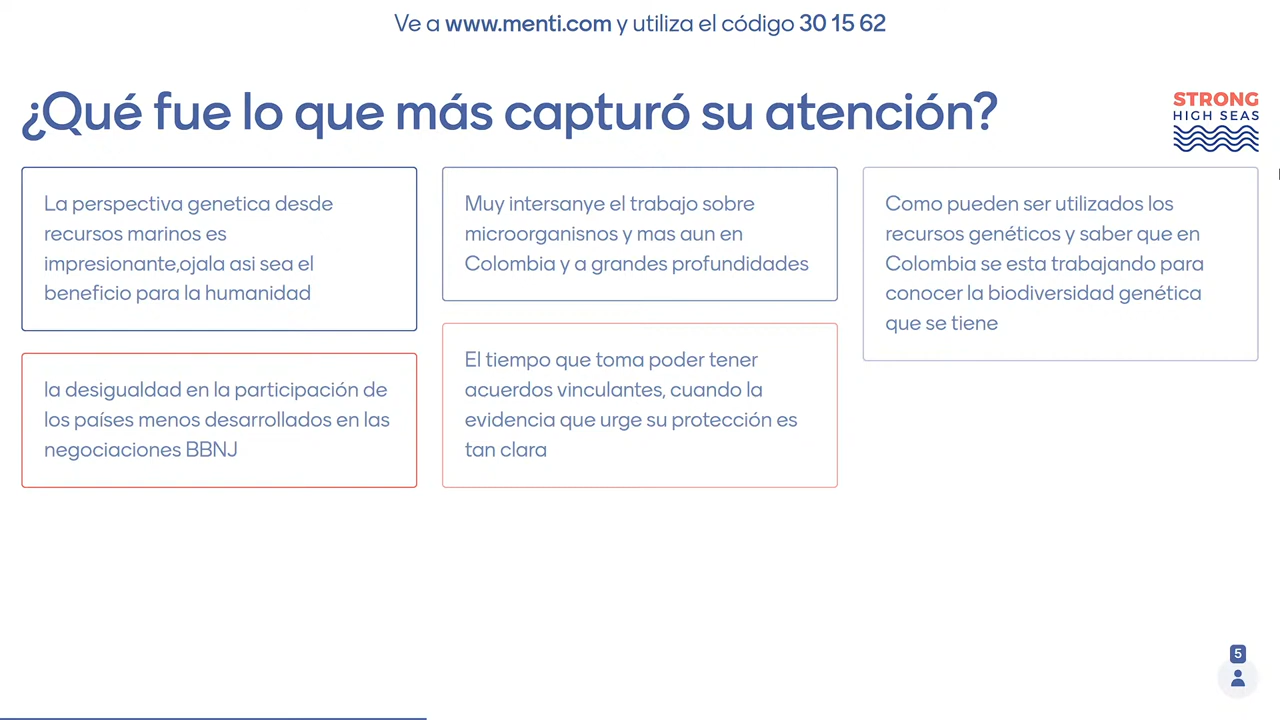 Ve a www.menti.com y utiliza el código 30 15 62
¿Qué fue lo que más capturó su atención?
STRONG
HIGH SEAS
La perspectiva genetica desde
recursos marinos es
impresionante,ojala asi sea el
beneficio para la humanidad
la desigualdad en la participación de
los países menos desarrollados en las
negociaciones BBNJ
Muy intersanye el trabajo sobre
microorganisnos y mas aun en
Colombia y a grandes profundidades
El tiempo que toma poder tener
acuerdos vinculantes, cuando la
evidencia que urge su protección es
tan clara
Como pueden ser utilizados los
recursos genéticos y saber que en
Colombia se esta trabajando para
conocer la biodiversidad genética
que se tiene
5